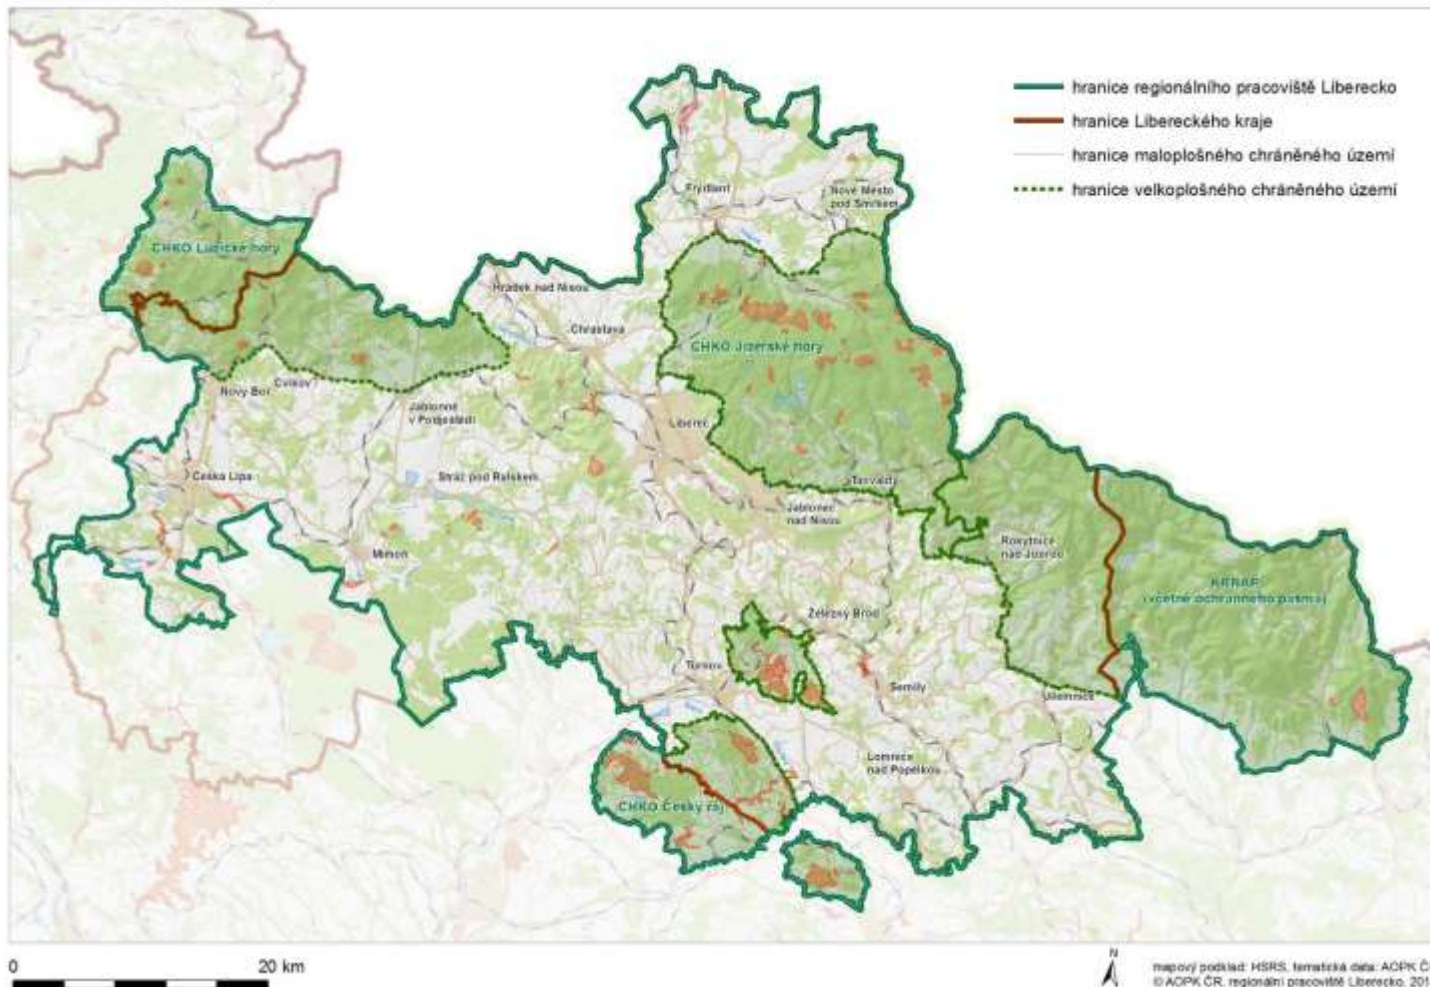 hranice regionálního pracoviště Liberecko
hranice Libereckého kraje
hranice maloplošného chráněného území
hranice velkoplošného chráněného území
Frýdlant
Nové Město
pod Smrkem
CHKO Lužické hory
Hrádek nad Nisou
Chrastava
CHKO Jizerské hory
Nový Bor
Cvikov
Jablonné
v Podještědí
Liberec
Česká Lípa
Stráž pod Ralskem
Tanvald
Jablonec
nad Nisou
Rokytnice
nad Jizerou
Mimoň
KRNAP
(včetně ochranného pásma)
Železný Brod
Turnov
Semily
Jilemnice
Lomnice
nad Popelkou
CHKO Český ráj
0
20 km
N
mapový podklad: HSRS, tematická data: AOPK Č
© AOPK ČR, regionální pracoviště Liberecko, 201